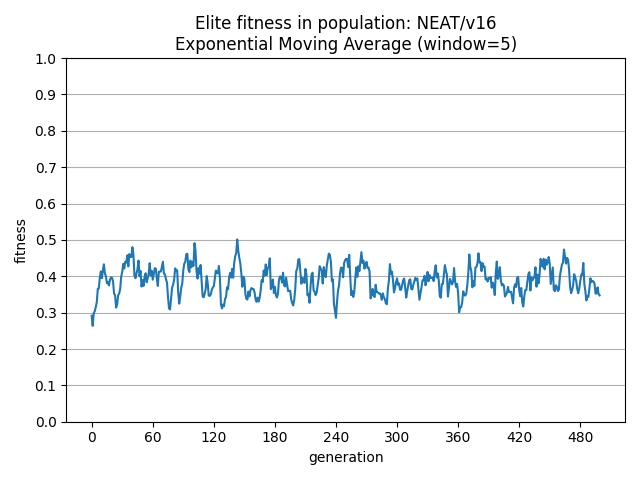 Elite fitness in population: NEAT/v16
Exponential Moving Average (window=5)
1.0
0.9
0.8
0.7
0.6
0.5
0.4
0.3
0.2
0.1
0.0
fitness
0 60 120 180 240 300 360 420 480
generation